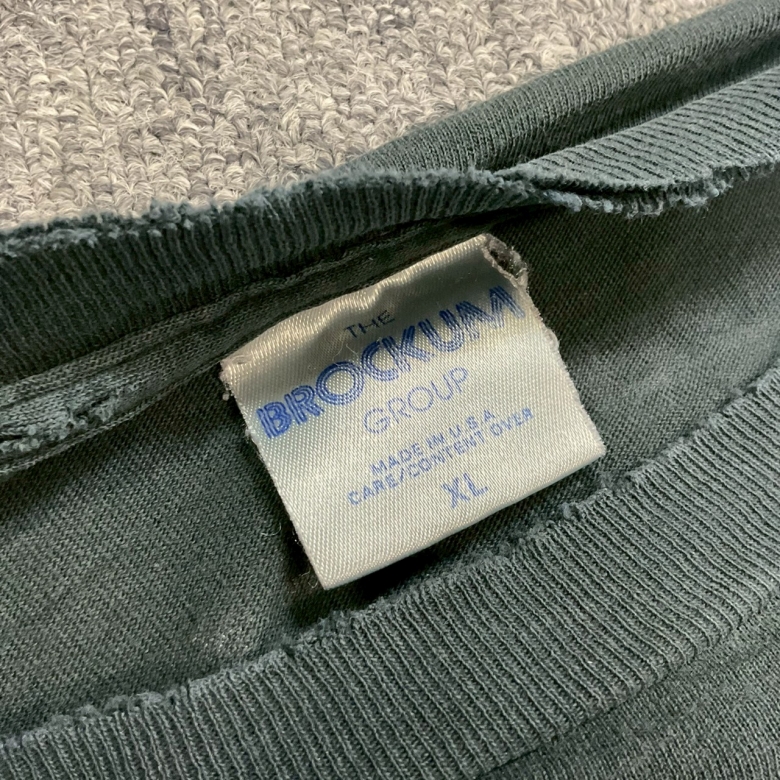 THE
BROCKUM
GROUP
MADE IN U.S.A
CARE/CONTENT OVER
XL